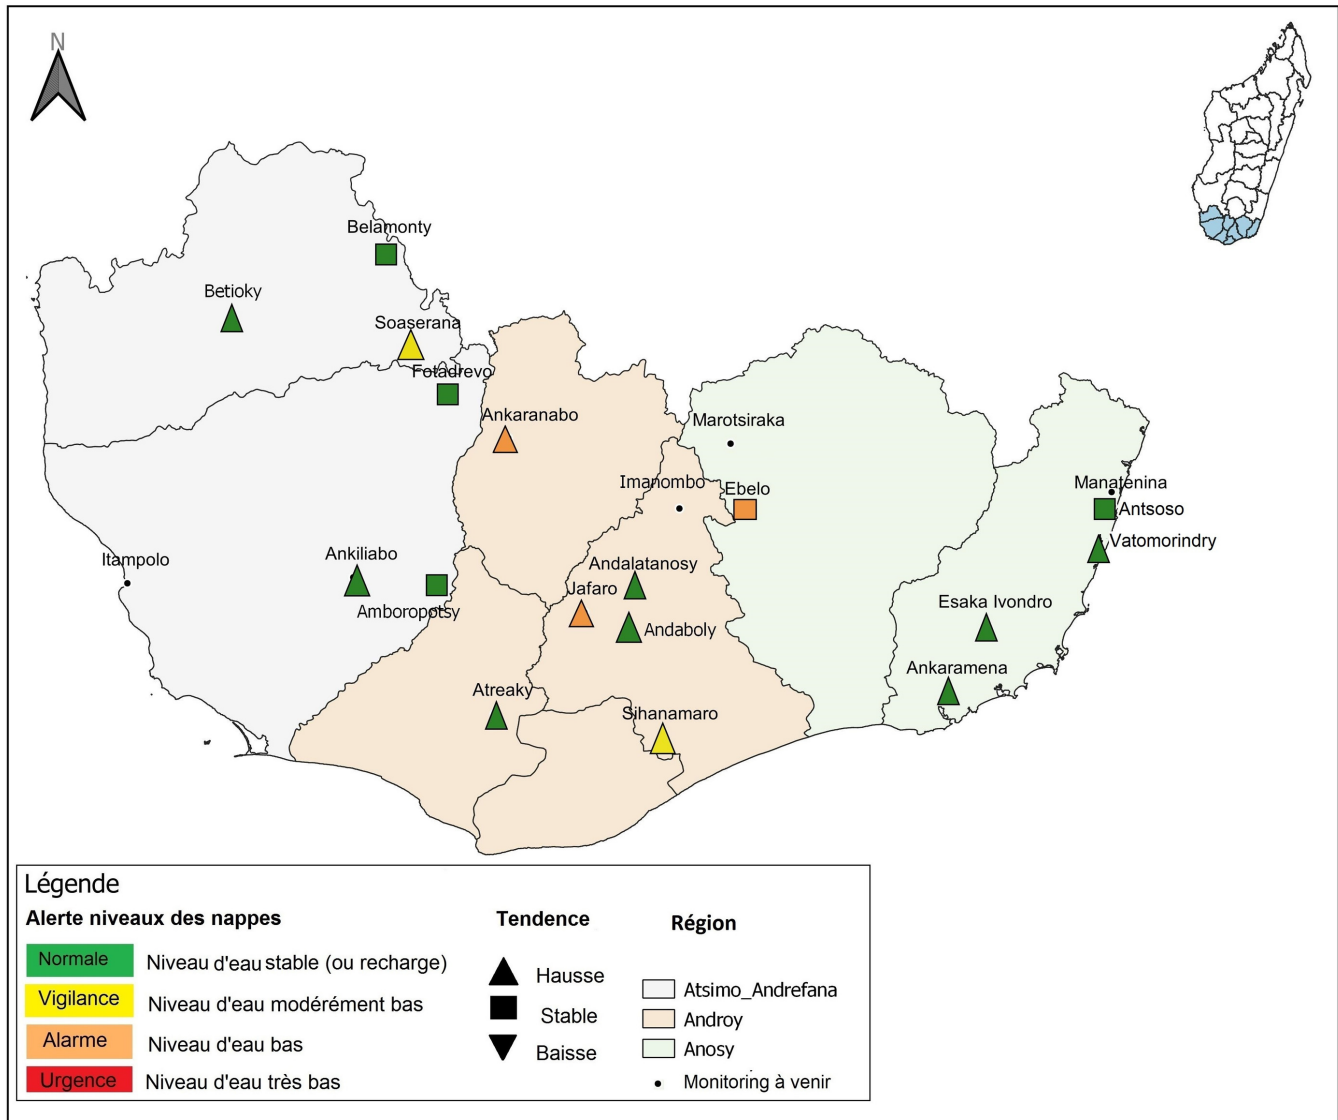 N
Belamonty
Betioky
Soaserana
Fotadrevo
Ankaranabo
Marotsiraka
Imanombo
Ebelo
Manatenina
Antsoso
Vatomorindry
Itampolo
Ankiliabo
Andalatanosy
Jafaro
Amboropotsy
Esaka Ivondro
Andaboly
Ankaramena
Atreaky
Sihanamaro
Légende
Alerte niveaux des nappes
Normale Niveau d'eau stable (ou recharge)
Vigilance Niveau d'eau modérément bas
Alarme Niveau d'eau bas
Urgence Niveau d'eau très bas
Tendence
Hausse
Stable
Baisse
Région
Atsimo_Andrefana
Androy
Anosy
Monitoring à venir